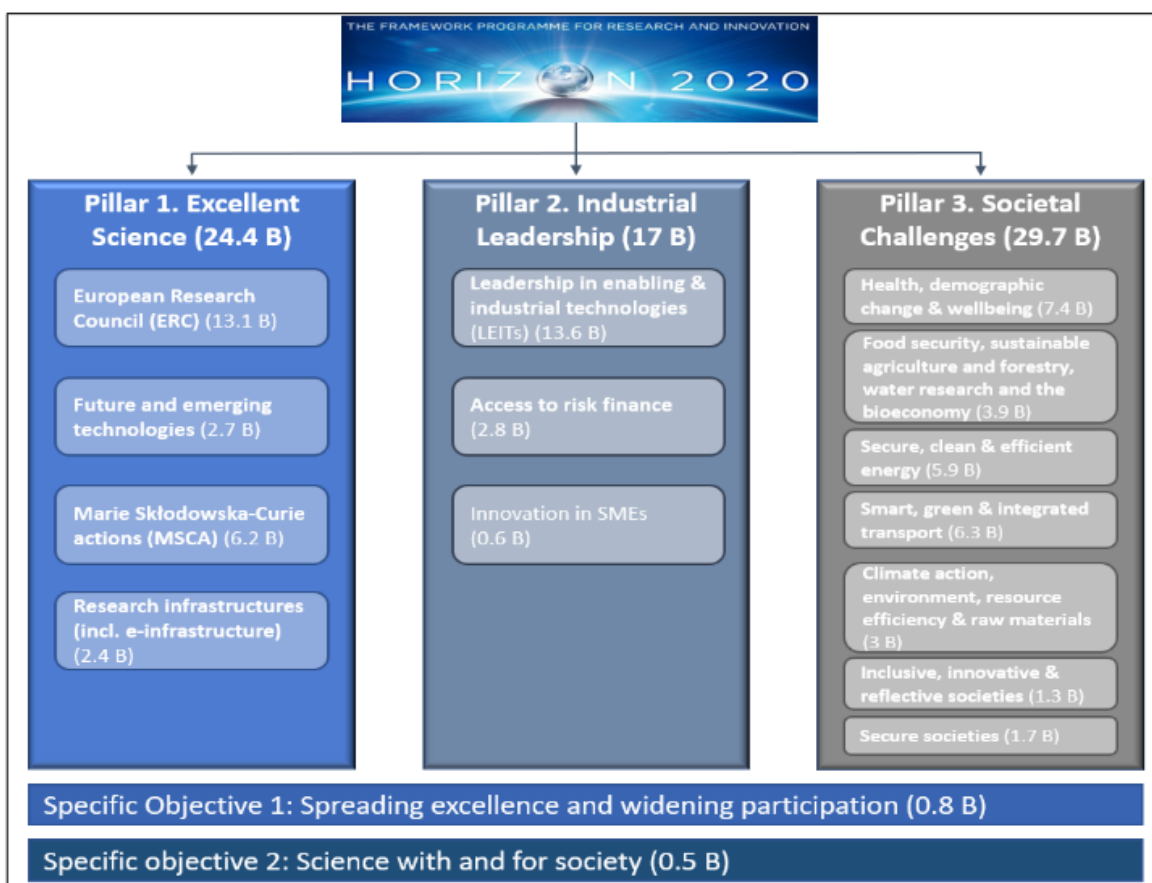 THE FRAMEWORK PROGRAMME FOR RESEARCH AND INNOVATION
HORIZON 2020
Pillar 1. Excellent
Science (24.4 B)
European Research
Council (ERC) (13.1 B)
Future and emerging
technologies (2.7 B)
Marie Skłodowska-Curie
actions (MSCA) (6.2 B)
Research infrastructures
(incl. e-infrastructure)
(2.4 B)
Pillar 2. Industrial
Leadership (17 B)
Leadership in enabling &
industrial technologies
(LEITs) (13.6 B)
Access to risk finance
(2.8 B)
Innovation in SMEs
(0.6 B)
Pillar 3. Societal
Challenges (29.7 B)
Health, demographic
change & wellbeing (7.4 B)
Food security, sustainable
agriculture and forestry,
water research and the
bioeconomy (3.9 B)
Secure, clean & efficient
energy (5.9 B)
Smart, green & integrated
transport (6.3 B)
Climate action,
environment, resource
efficiency & raw materials
(3 B)
Inclusive, innovative &
reflective societies (1.3 B)
Secure societies (1.7 B)
Specific Objective 1: Spreading excellence and widening participation (0.8 B)
Specific objective 2: Science with and for society (0.5 B)